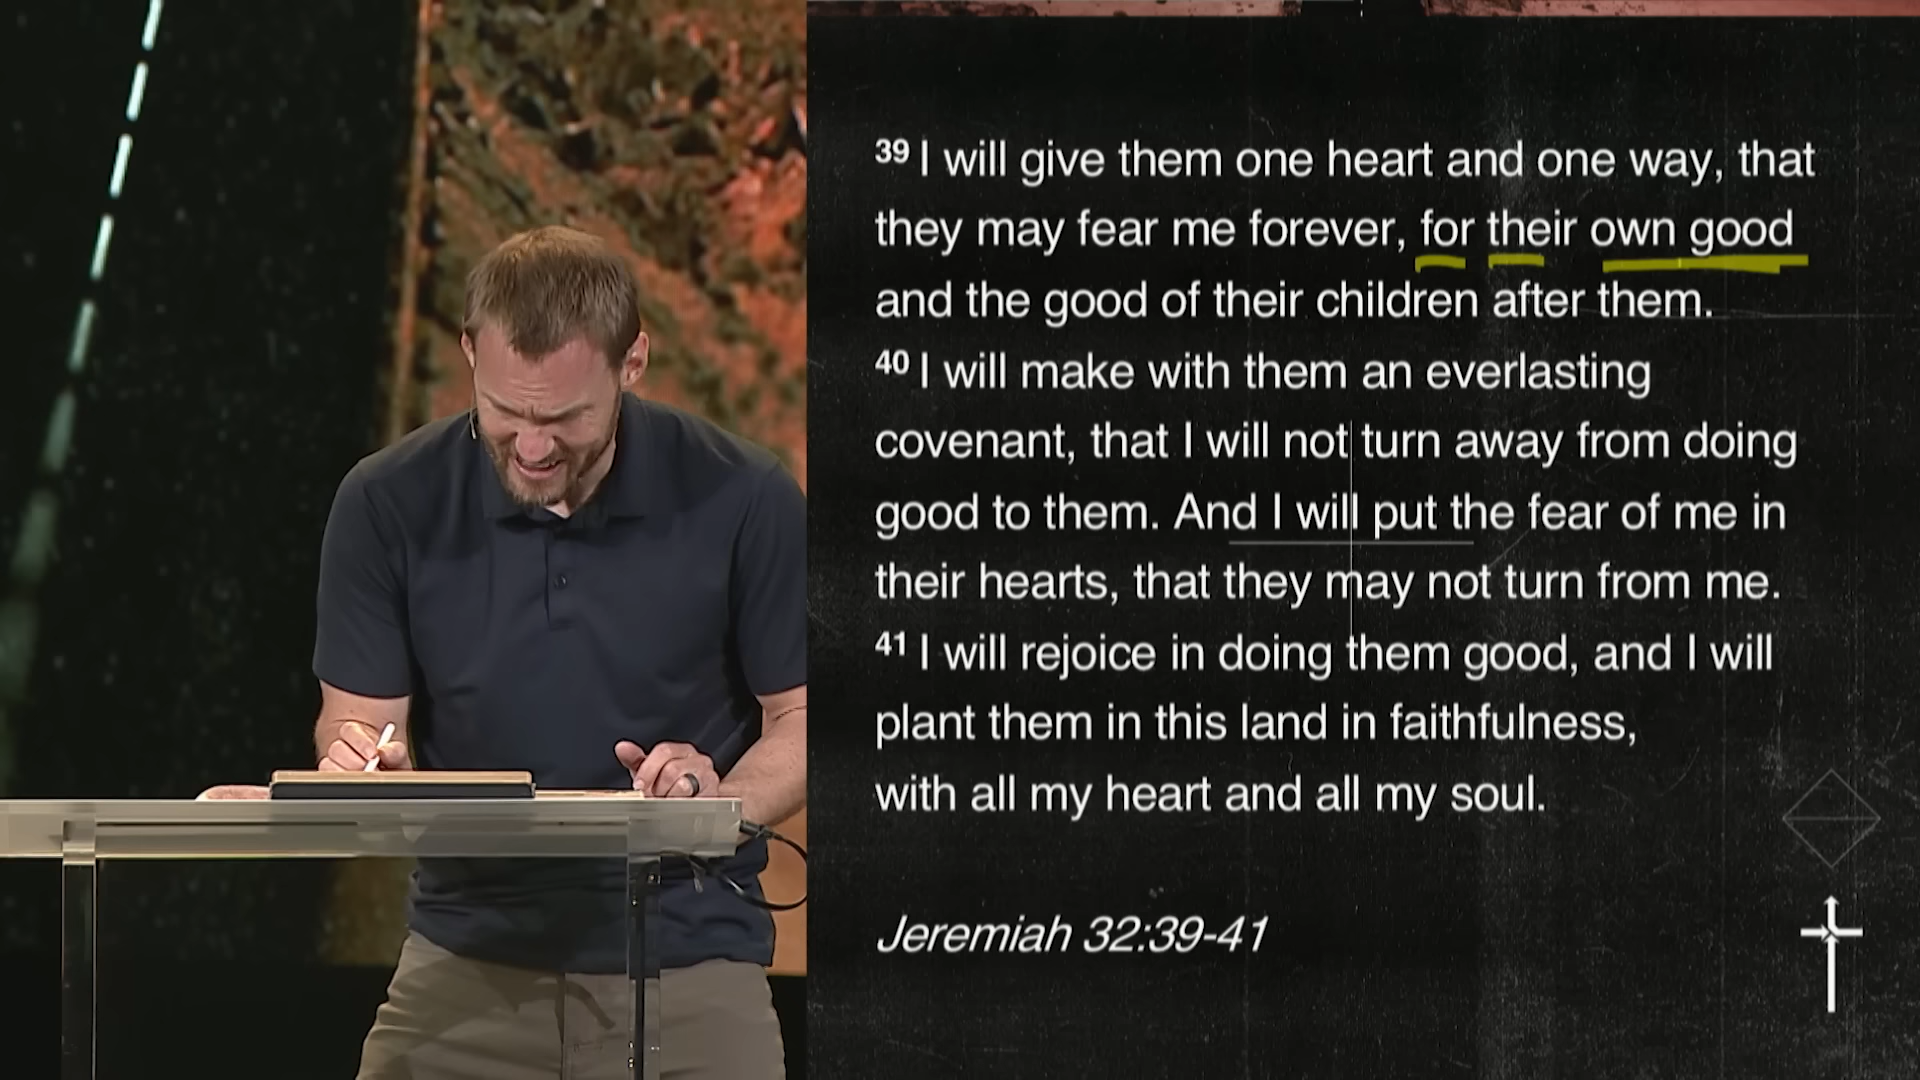 39 I will give them one heart and one way, that
they may fear me forever, for their own good
and the good of their children after them.
40 I will make with them an everlasting
covenant, that I will not turn away from doing
good to them. And I will put the fear of me in
their hearts, that they may not turn from me.
41 I will rejoice in doing them good, and I will
plant them in this land in faithfulness,
with all my heart and all my soul.
Jeremiah 32:39-41